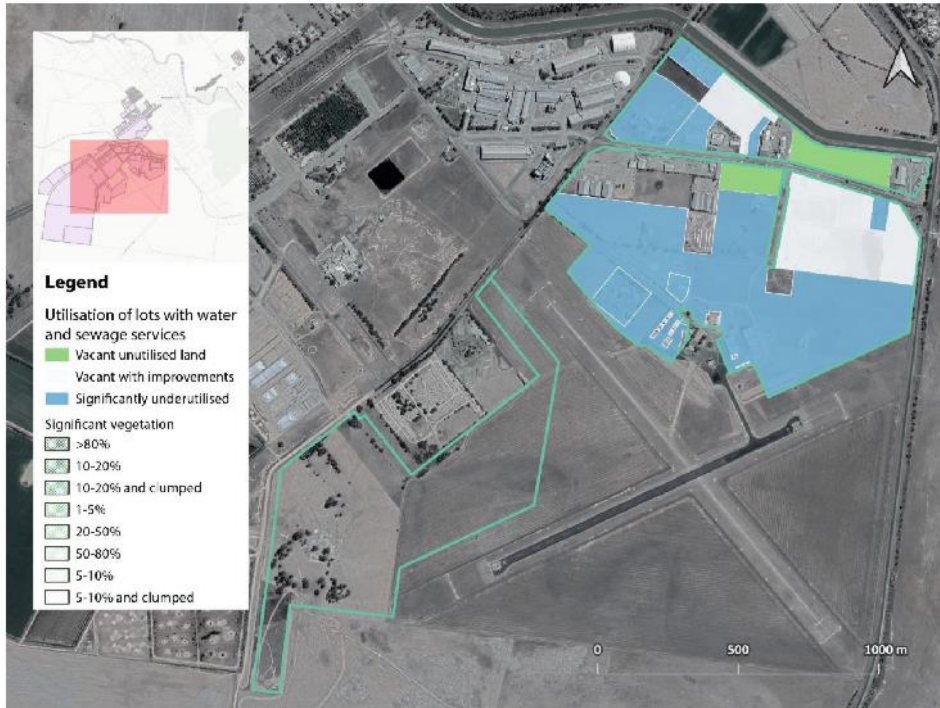 Legend
Utilisation of lots with water
and sewage services
Vacant unutilised land
Vacant with improvements
Significantly underutilised
Significant vegetation
>80%
10-20%
10-20% and clumped
1-5%
20-50%
50-80%
5-10%
5-10% and clumped
0 500 1000 m